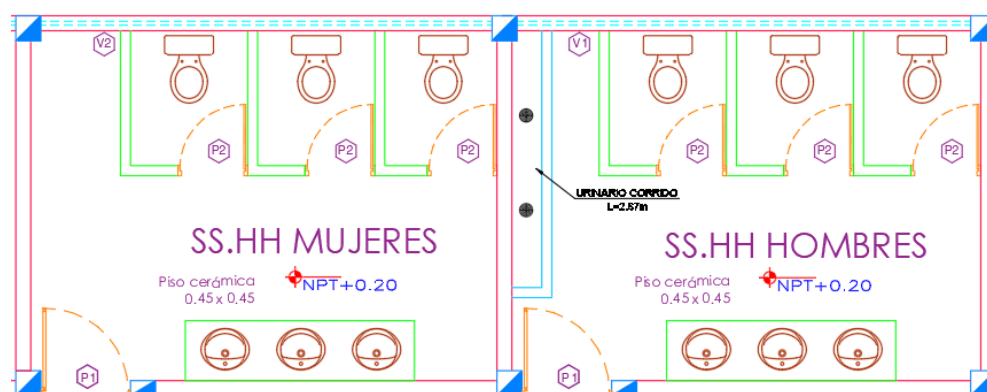 V2
V1
P2
P2
P2
P2
P2
P2
URINARIO CORRIDO
L=2.87m
SS.HH MUJERES
Piso cerámica
0.45 x 0.45
NPT+0.20
SS.HH HOMBRES
Piso cerámica
0.45 x 0.45
NPT+0.20
P1
P1